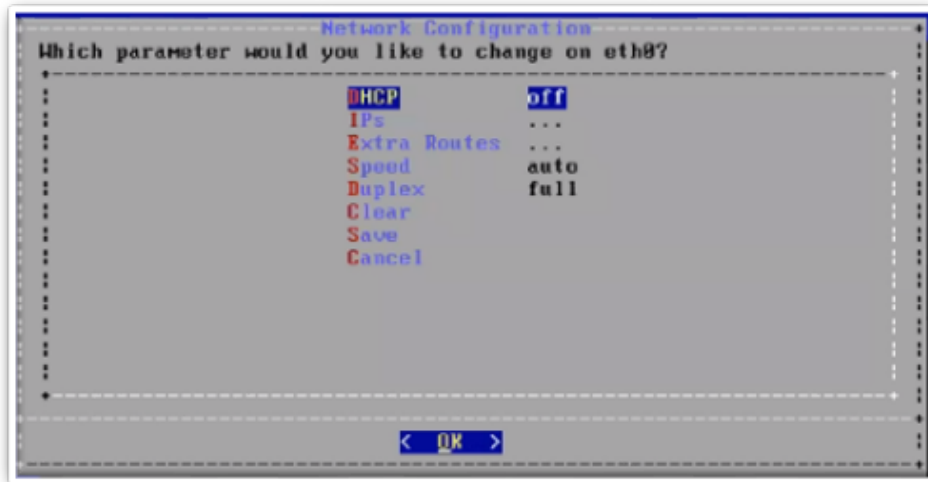 Network Configuration
Which parameter would you like to change on eth0?
DHCP off
IPs ...
Extra Routes ...
Speed auto
Duplex full
Clear
Save
Cancel
< OK >